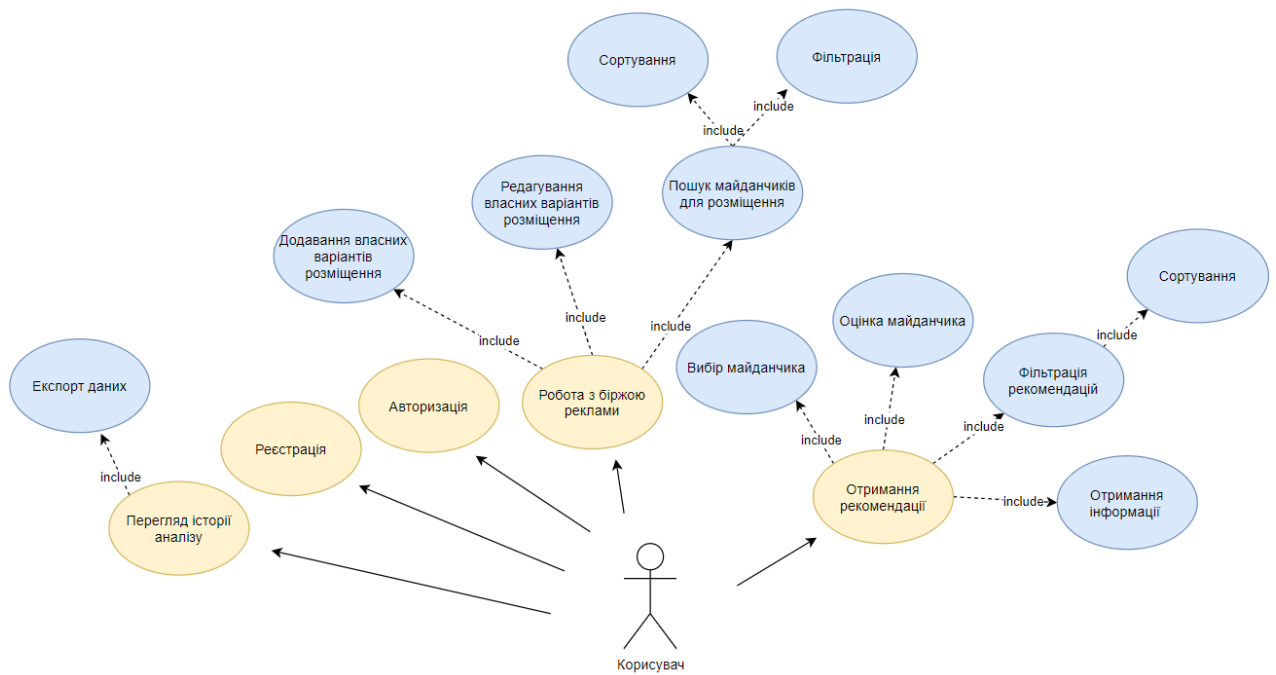 Сортування
Фільтрація
include
include
Редагування
власних варіантів
розміщення
Пошук майданчиків
для розміщення
Додавання власних
варіантів
розміщення
Сортування
include
include
include
Оцінка майданчика
include
Експорт даних
Вибір майданчика
Фільтрація
рекомендацій
Авторизація
Робота з біржою
реклами
include
include
include
Реєстрація
include
Перегляд історії
аналізу
Отримання
рекомендації
include
Отримання
інформації
Корисувач